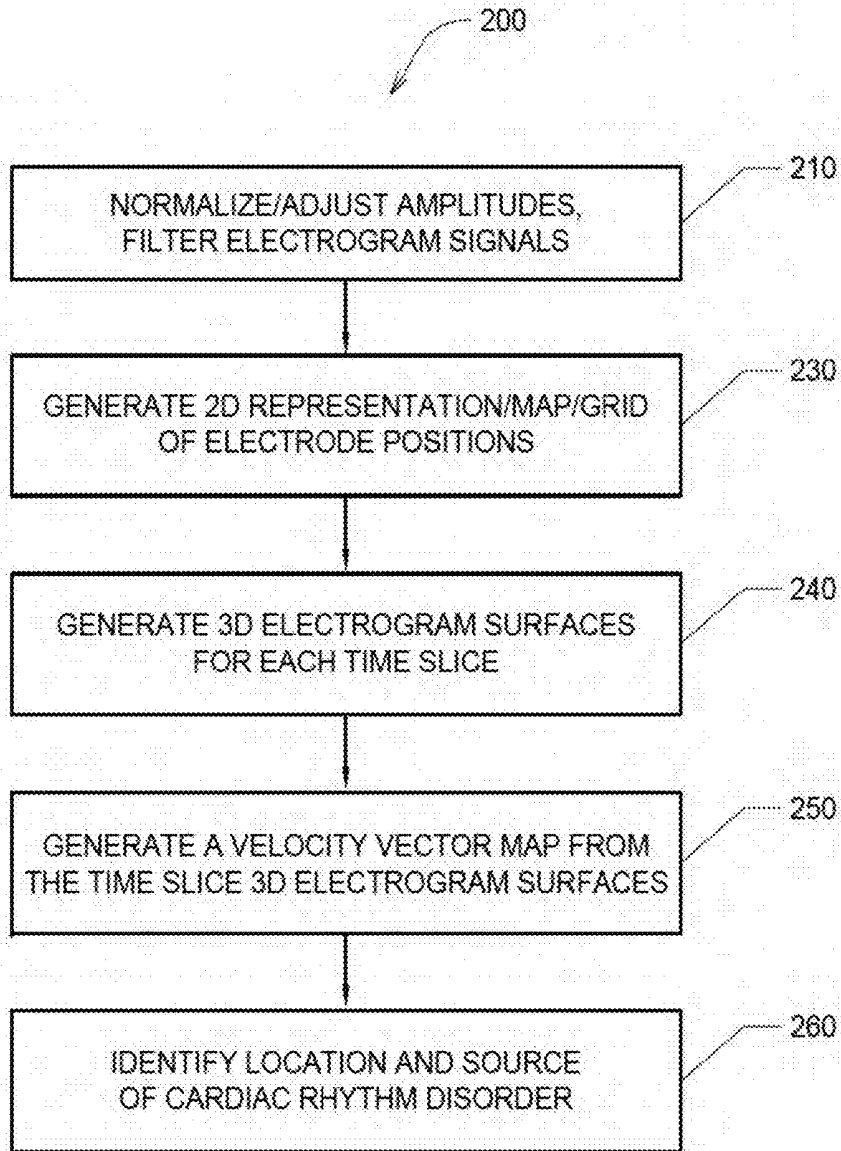 200
NORMALIZE/ADJUST AMPLITUDES,
FILTER ELECTROGRAM SIGNALS
210
GENERATE 2D REPRESENTATION/MAP/GRID
OF ELECTRODE POSITIONS
230
GENERATE 3D ELECTROGRAM SURFACES
FOR EACH TIME SLICE
240
GENERATE A VELOCITY VECTOR MAP FROM
THE TIME SLICE 3D ELECTROGRAM SURFACES
250
IDENTIFY LOCATION AND SOURCE
OF CARDIAC RHYTHM DISORDER
260